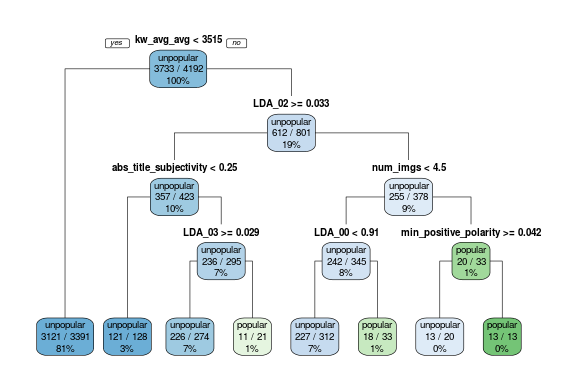 kw_avg_avg < 3515
yes
no
unpopular
3733 / 4192
100%
LDA_02 >= 0.033
unpopular
612 / 801
19%
abs_title_subjectivity < 0.25
num_imgs < 4.5
unpopular
357 / 423
10%
unpopular
255 / 378
9%
LDA_03 >= 0.029
LDA_00 < 0.91
min_positive_polarity >= 0.042
unpopular
236 / 295
7%
unpopular
242 / 345
8%
popular
20 / 33
1%
unpopular
3121 / 3391
81%
unpopular
121 / 128
3%
unpopular
226 / 274
7%
popular
11 / 21
1%
unpopular
227 / 312
7%
popular
18 / 33
1%
unpopular
13 / 20
0%
popular
13 / 13
0%